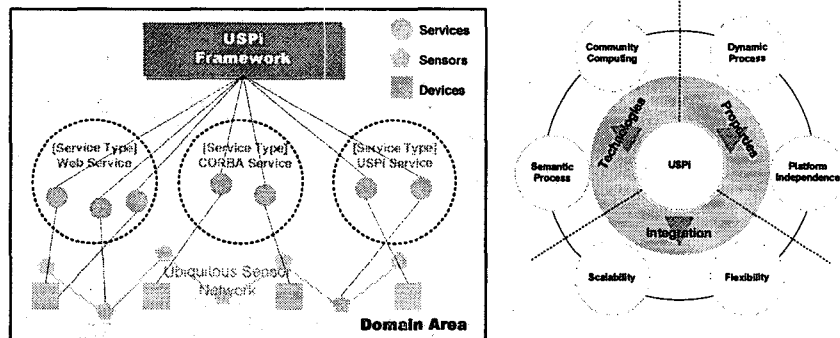 USPi
Framework
Services
Sensors
Devices
[Service Type]
Web Service
[Service Type]
CORBA Service
[Service Type]
USPi Service
Ubiquitous Sensor
Network
Domain Area
Community
Computing
Dynamic
Process
Technologies
Properties
Semantic
Process
USPi
Platform
Independence
Integration
Scalability
Flexibility